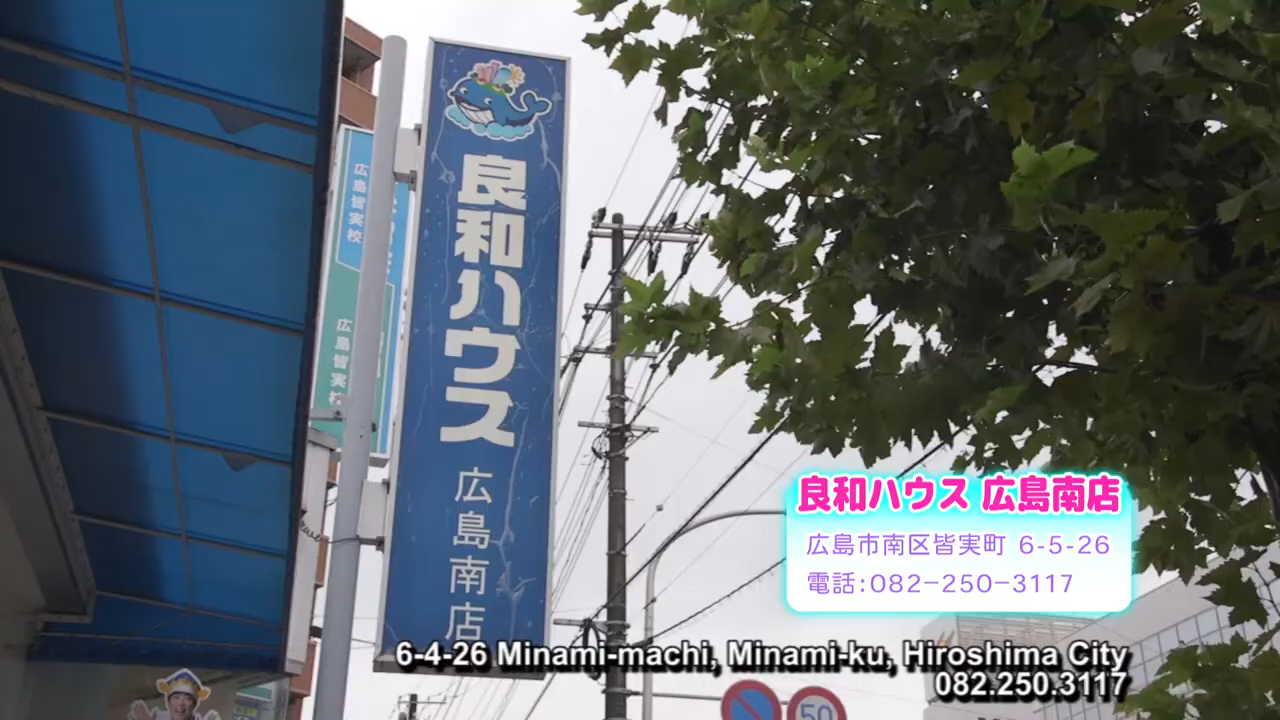 良和ハウス
広島南店
広島皆実校
広島皆実校
良和ハウス 広島南店
広島市南区皆実町 6-5-26
電話:082-250-3117
6-4-26 Minami-machi, Minami-ku, Hiroshima City
082.250.3117
50